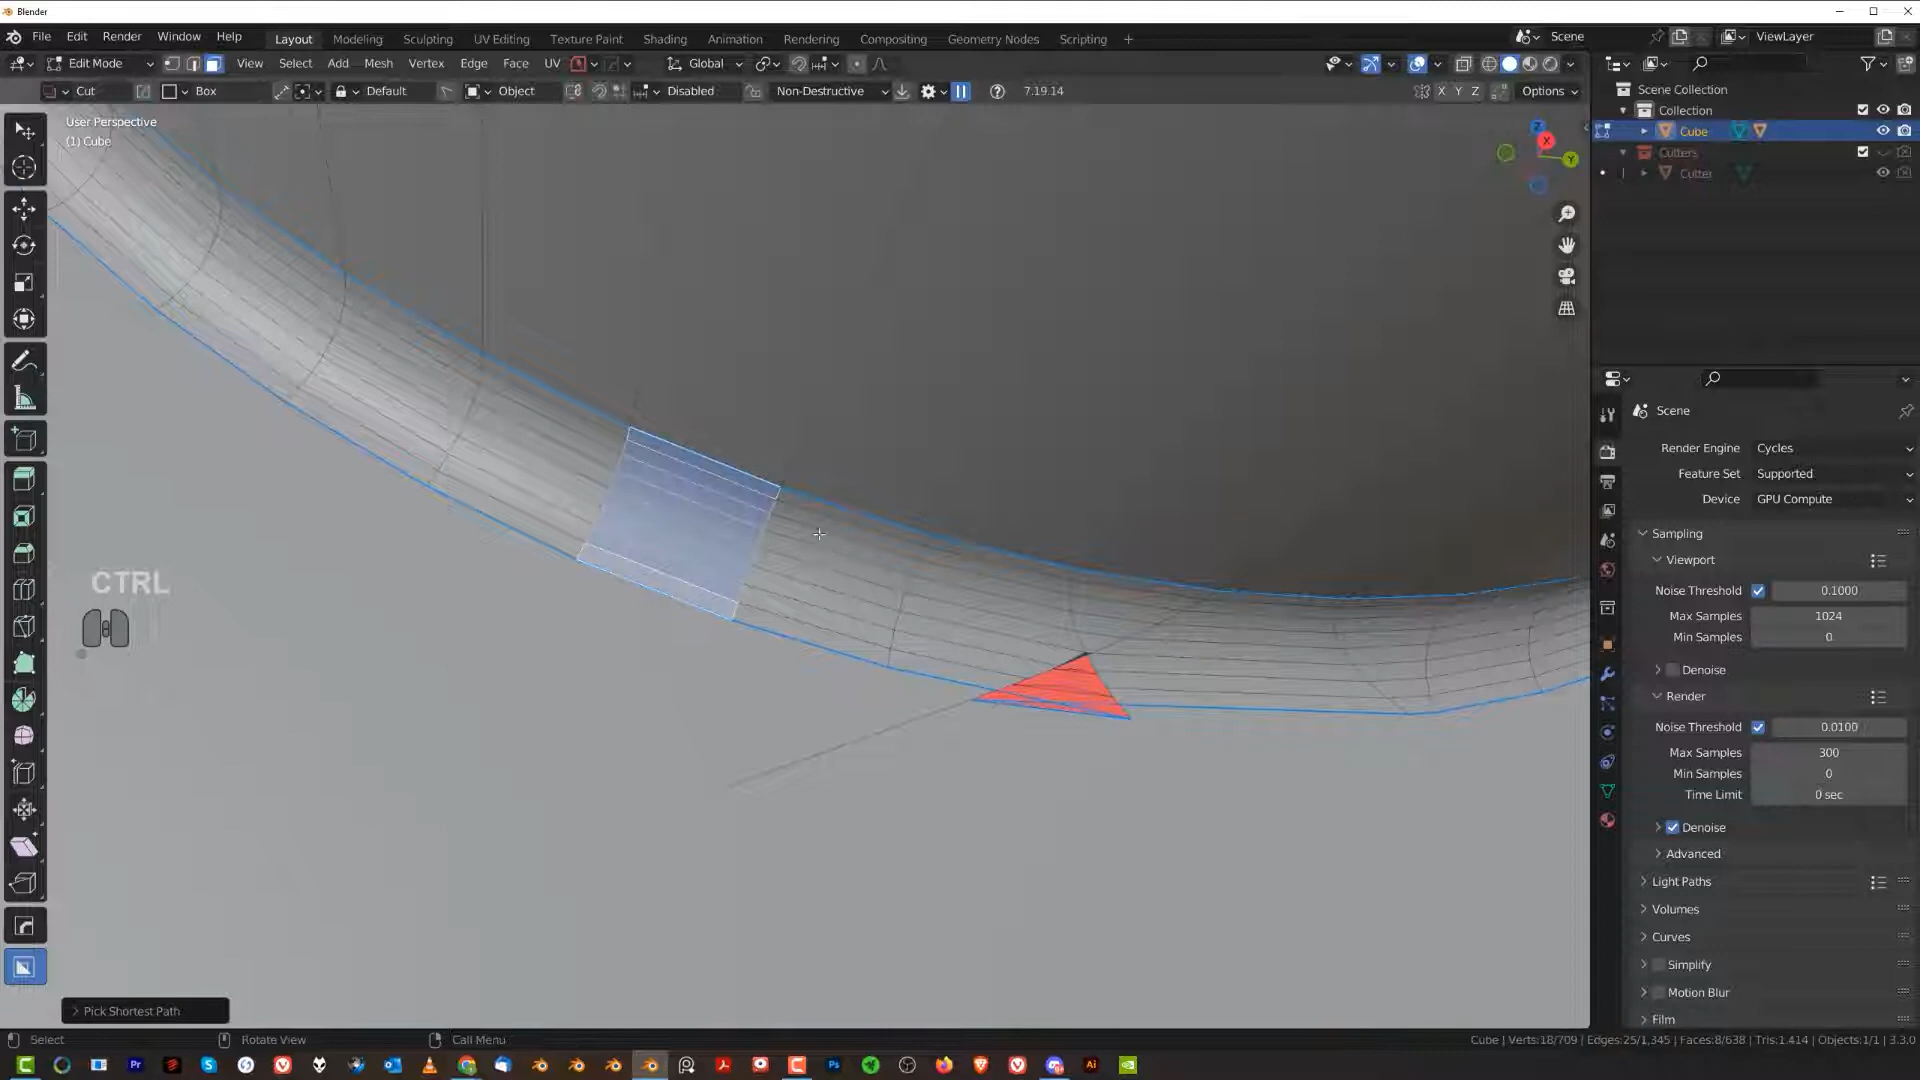 Blender
File Edit Render Window Help Layout Modeling Sculpting UV Editing Texture Paint Shading Animation Rendering Compositing Geometry Nodes Scripting + Scene ViewLayer
Edit Mode View Select Add Mesh Vertex Edge Face UV Global
Cut Box Default Object Disabled Non-Destructive 7.19.14 X Y Z Options
User Perspective
(1) Cube
Z X Y
Scene Collection
Collection
Cube
Cutters
Cutter
Scene
Render Engine Cycles
Feature Set Supported
Device GPU Compute
Sampling
Viewport
Noise Threshold 0.1000
Max Samples 1024
Min Samples 0
Denoise
Render
Noise Threshold 0.0100
Max Samples 300
Min Samples 0
Time Limit 0 sec
Denoise
Advanced
Light Paths
Volumes
Curves
Simplify
Motion Blur
Film
CTRL
Pick Shortest Path
Select Rotate View Call Menu Cube | Verts:18/709 | Edges:25/1,345 | Faces:8/638 | Tris:1,414 | Objects:1/1 | 3.3.0
Pr Ps Ai